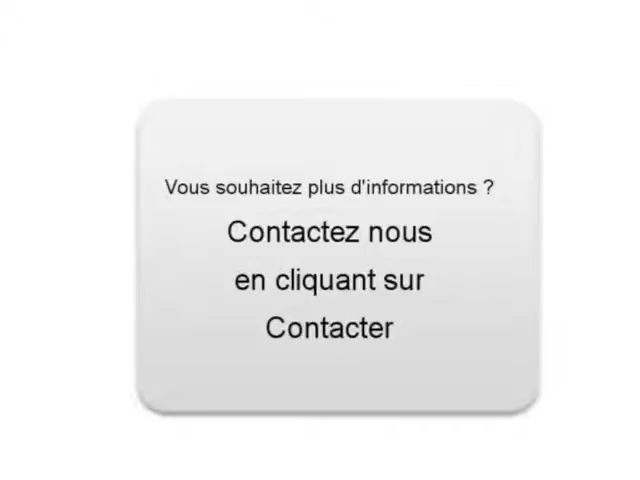 Vous souhaitez plus d'informations ?
Contactez nous
en cliquant sur
Contacter